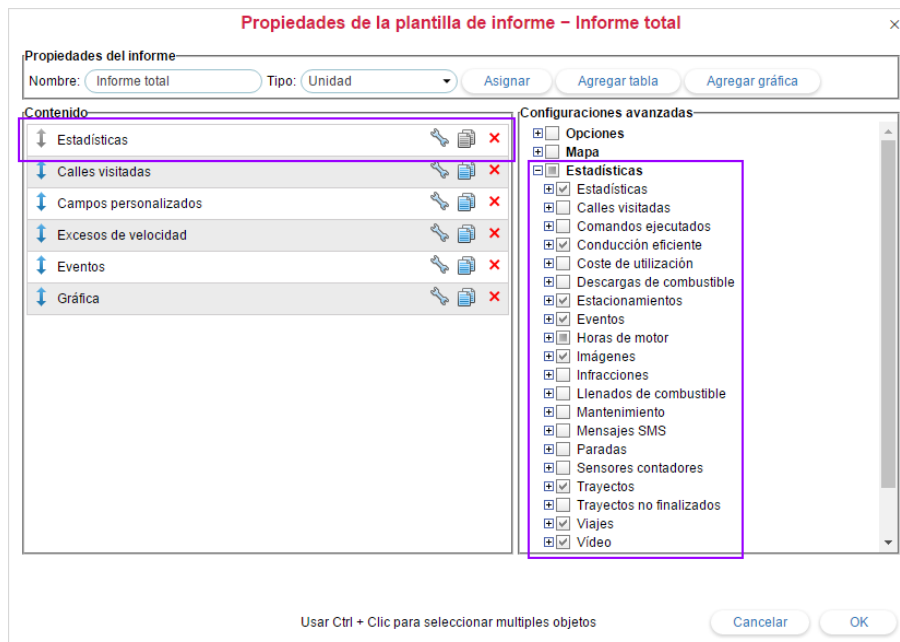 Propiedades de la plantilla de informe – Informe total
×
Propiedades del informe
Nombre: Informe total Tipo: Unidad Asignar Agregar tabla Agregar gráfica
Contenido
Estadísticas
Calles visitadas
Campos personalizados
Excesos de velocidad
Eventos
Gráfica
Configuraciones avanzadas
Opciones
Mapa
Estadísticas
Estadísticas
Calles visitadas
Comandos ejecutados
Conducción eficiente
Coste de utilización
Descargas de combustible
Estacionamientos
Eventos
Horas de motor
Imágenes
Infracciones
Llenados de combustible
Mantenimiento
Mensajes SMS
Paradas
Sensores contadores
Trayectos
Trayectos no finalizados
Viajes
Vídeo
Usar Ctrl + Clic para seleccionar multiples objetos
Cancelar OK